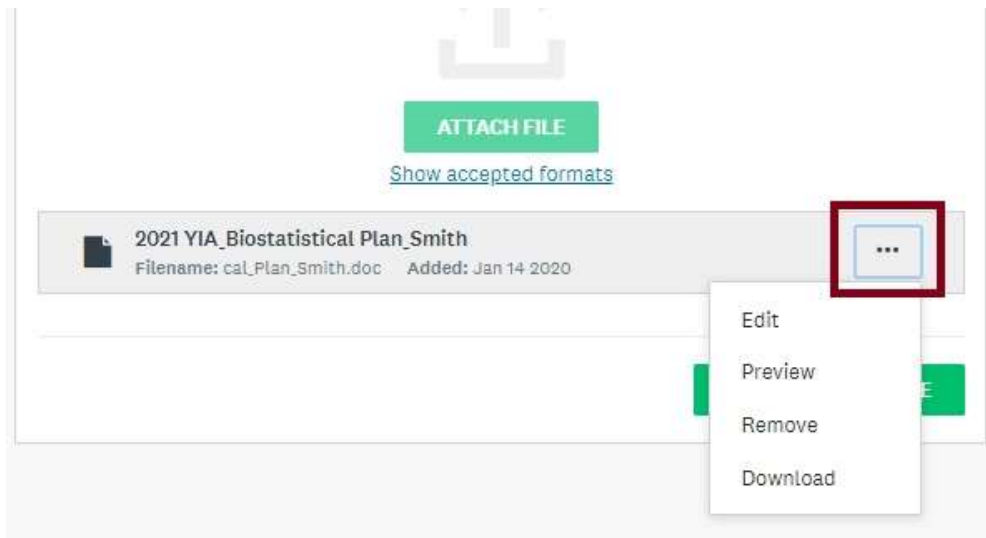 ATTACH FILE
Show accepted formats
2021 YIA_Biostatistical Plan_Smith
Filename: cal_Plan_Smith.doc Added: Jan 14 2020
...
Edit
Preview
Remove
Download